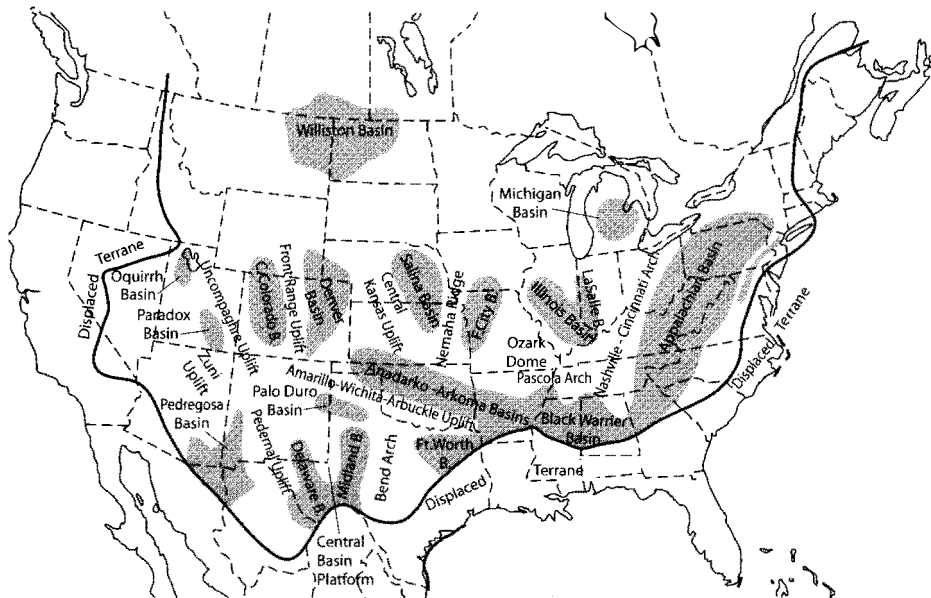 Williston Basin
Michigan
Basin
Terrane
Displaced
Oquirrh
Basin
Paradox
Basin
Uncompaghre Uplift
C.Colorado B.
Front Range Uplift
Denver
Basin
Central
Kansas Uplift
Salina Basin
Nemaha Ridge
F.City B.
Illinois Basin
LaSalle B.
Nashville - Cincinnati Arch
Appalachian Basin
Ozark
Dome
Pascola Arch
Zuni
Uplift
Pedregosa
Basin
Pedernal Uplift
Palo Duro
Basin
Amarillo-Wichita-Arbuckle Uplift
Anadarko -Arkoma Basins
Black Warrier
Basin
Delaware B.
Midland B.
Bend Arch
Ft.Worth
B.
Displaced
Terrane
Displaced
Terrane
Central
Basin
Platform